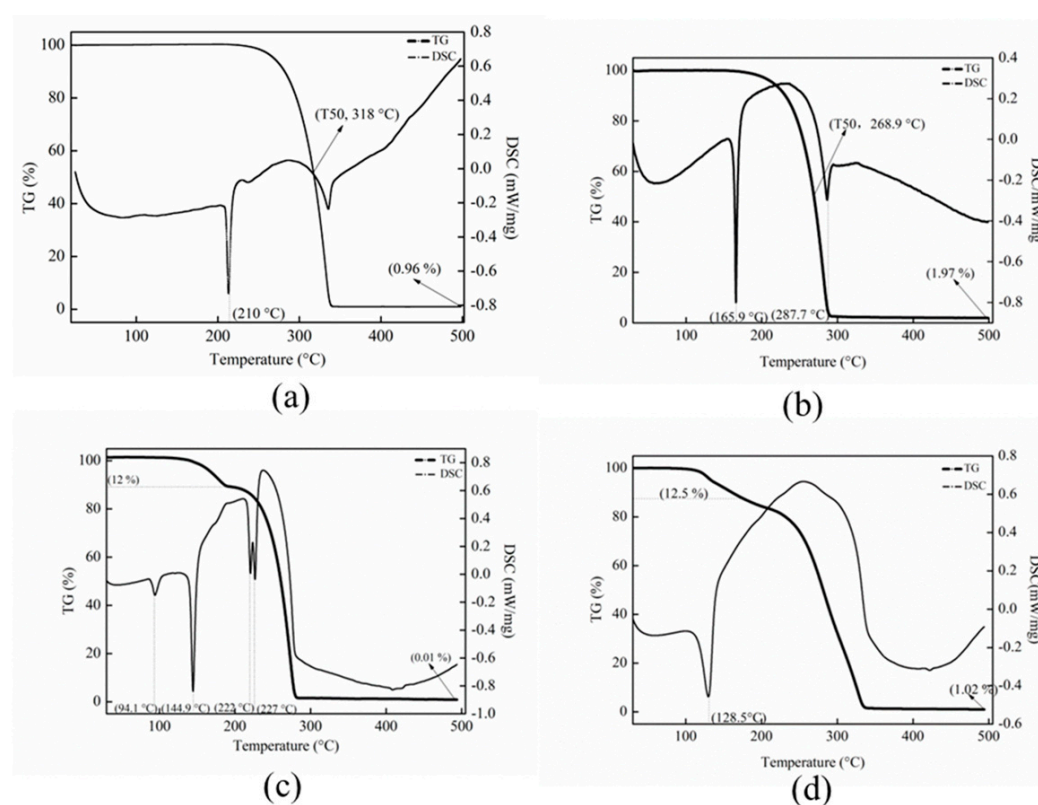 (a)
TG
DSC
100
80
60
40
20
0
TG (%)
0.8
0.6
0.4
0.2
0.0
-0.2
-0.4
-0.6
-0.8
DSC (mW/mg)
(T50, 318 °C)
(0.96 %)
(210 °C)
100
200
300
400
500
Temperature (°C)
(a)
TG
DSC
100
80
60
40
20
0
TG (%)
0.4
0.2
0.0
-0.2
-0.4
-0.6
-0.8
DSC/mW/mg
(T50，268.9 °C)
(1.97 %)
(165.9 °G)
(287.7 °C)
100
200
300
400
500
Temperature (°C)
(b)
TG
DSC
100
80
60
40
20
0
TG (%)
0.8
0.6
0.4
0.2
0.0
-0.2
-0.4
-0.6
-0.8
-1.0
DSC (mW/mg)
(12 %)
(0.01 %)
(94.1 °C)
(144.9 °C)
(222 °C)
(227 °C)
100
200
300
400
500
Temperature (°C)
(c)
TG
DSC
100
80
60
40
20
0
TG (%)
0.8
0.6
0.4
0.2
0.0
-0.2
-0.4
-0.6
DSC (mW/mg)
(12.5 %)
(1.02 %)
(128.5°C)
100
200
300
400
500
Temperature (°C)
(d)